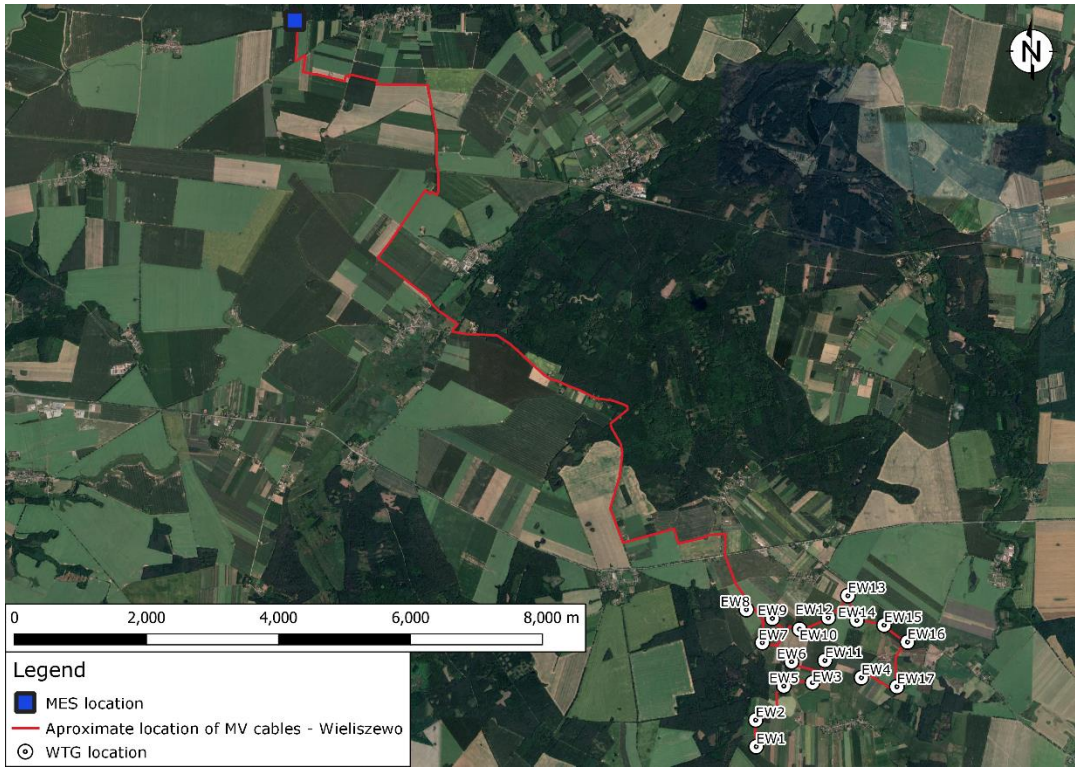 N
EW13
EW8
EW9
EW12
EW14
EW15
EW10
EW7
EW16
EW6
EW11
EW4
EW5
EW3
EW17
EW2
EW1
0 2,000 4,000 6,000 8,000 m
Legend
MES location
Aproximate location of MV cables - Wieliszewo
WTG location